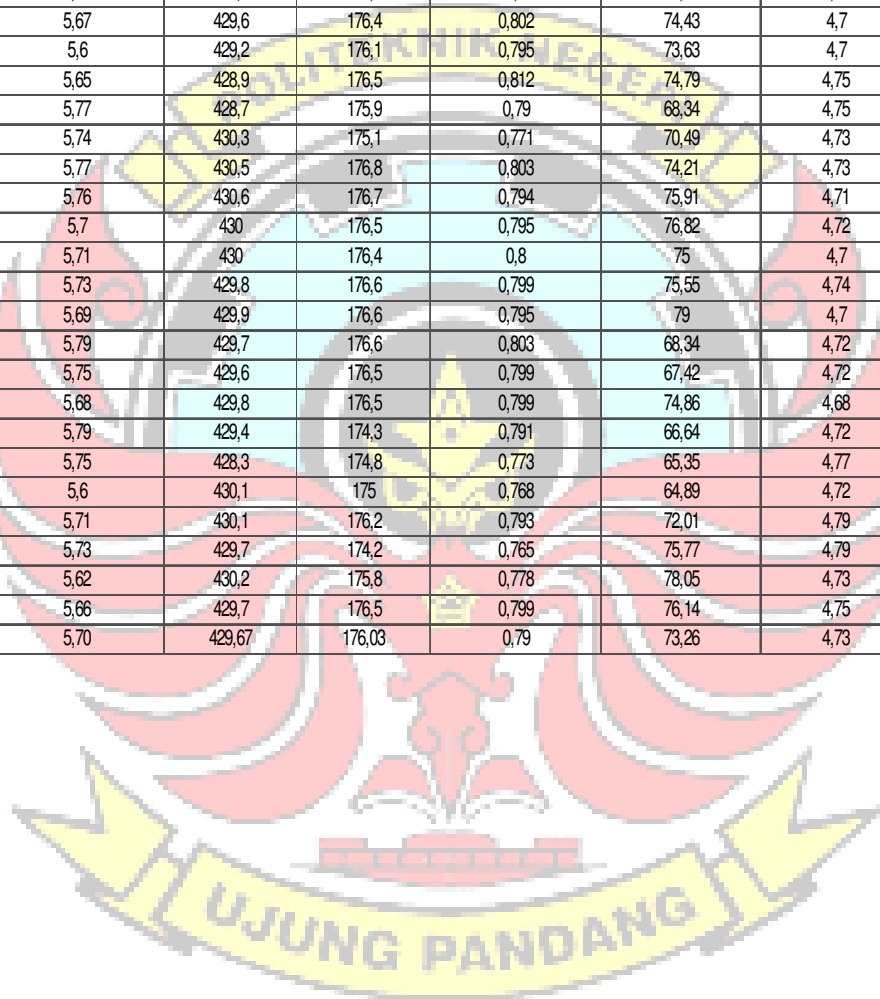 5,67 429,6 176,4 0,802 74,43 4,7
5,6 429,2 176,1 0,795 73,63 4,7
5,65 428,9 176,5 0,812 74,79 4,75
5,77 428,7 175,9 0,79 68,34 4,75
5,74 430,3 175,1 0,771 70,49 4,73
5,77 430,5 176,8 0,803 74,21 4,73
5,76 430,6 176,7 0,794 75,91 4,71
5,7 430 176,5 0,795 76,82 4,72
5,71 430 176,4 0,8 75 4,7
5,73 429,8 176,6 0,799 75,55 4,74
5,69 429,9 176,6 0,795 79 4,7
5,79 429,7 176,6 0,803 68,34 4,72
5,75 429,6 176,5 0,799 67,42 4,72
5,68 429,8 176,5 0,799 74,86 4,68
5,79 429,4 174,3 0,791 66,64 4,72
5,75 428,3 174,8 0,773 65,35 4,77
5,6 430,1 175 0,768 64,89 4,72
5,71 430,1 176,2 0,793 72,01 4,79
5,73 429,7 174,2 0,765 75,77 4,79
5,62 430,2 175,8 0,778 78,05 4,73
5,66 429,7 176,5 0,799 76,14 4,75
5,70 429,67 176,03 0,79 73,26 4,73
POLITEKNIK NEGERI
UJUNG PANDANG